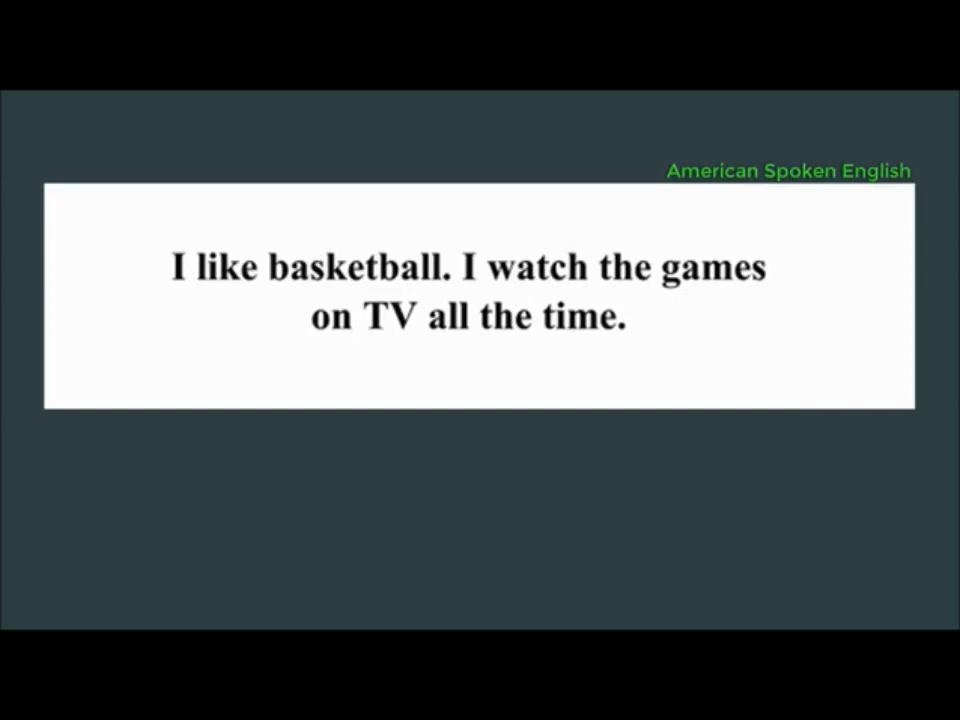 American Spoken English
I like basketball. I watch the games
on TV all the time.